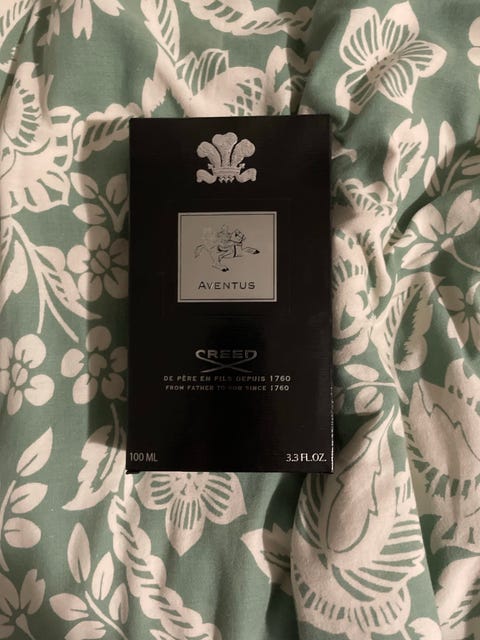 AVENTUS
CREED
DE PÈRE EN FILS DEPUIS 1760
FROM FATHER TO SON SINCE 1760
100 ML 3.3 FL.OZ.